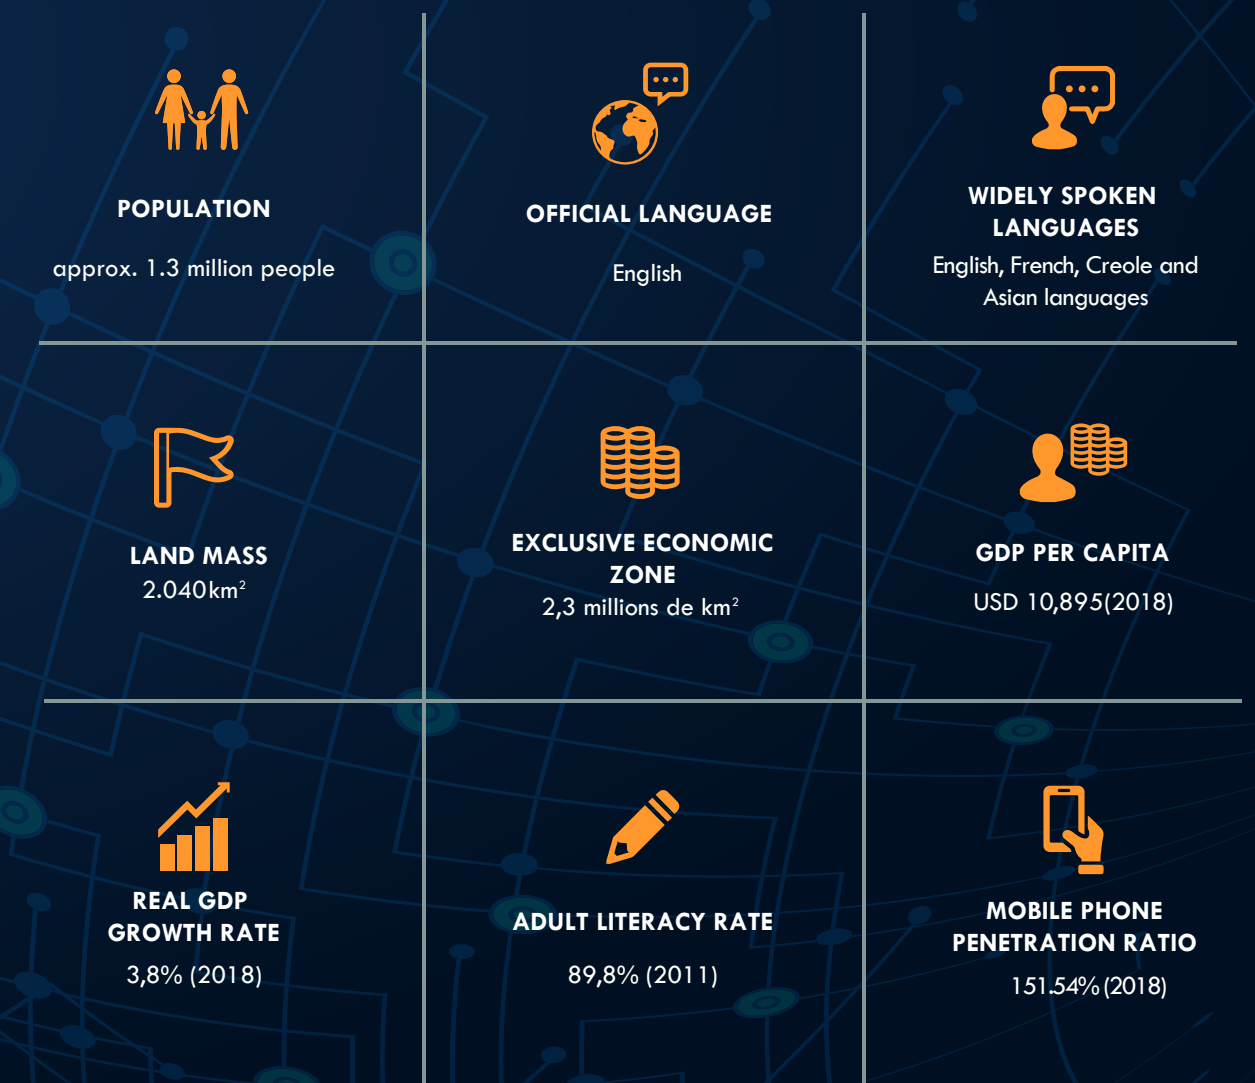 POPULATION
approx. 1.3 million people
OFFICIAL LANGUAGE
English
WIDELY SPOKEN
LANGUAGES
English, French, Creole and
Asian languages
LAND MASS
2.040km²
EXCLUSIVE ECONOMIC
ZONE
2,3 millions de km²
GDP PER CAPITA
USD 10,895(2018)
REAL GDP
GROWTH RATE
3,8% (2018)
ADULT LITERACY RATE
89,8% (2011)
MOBILE PHONE
PENETRATION RATIO
151.54% (2018)